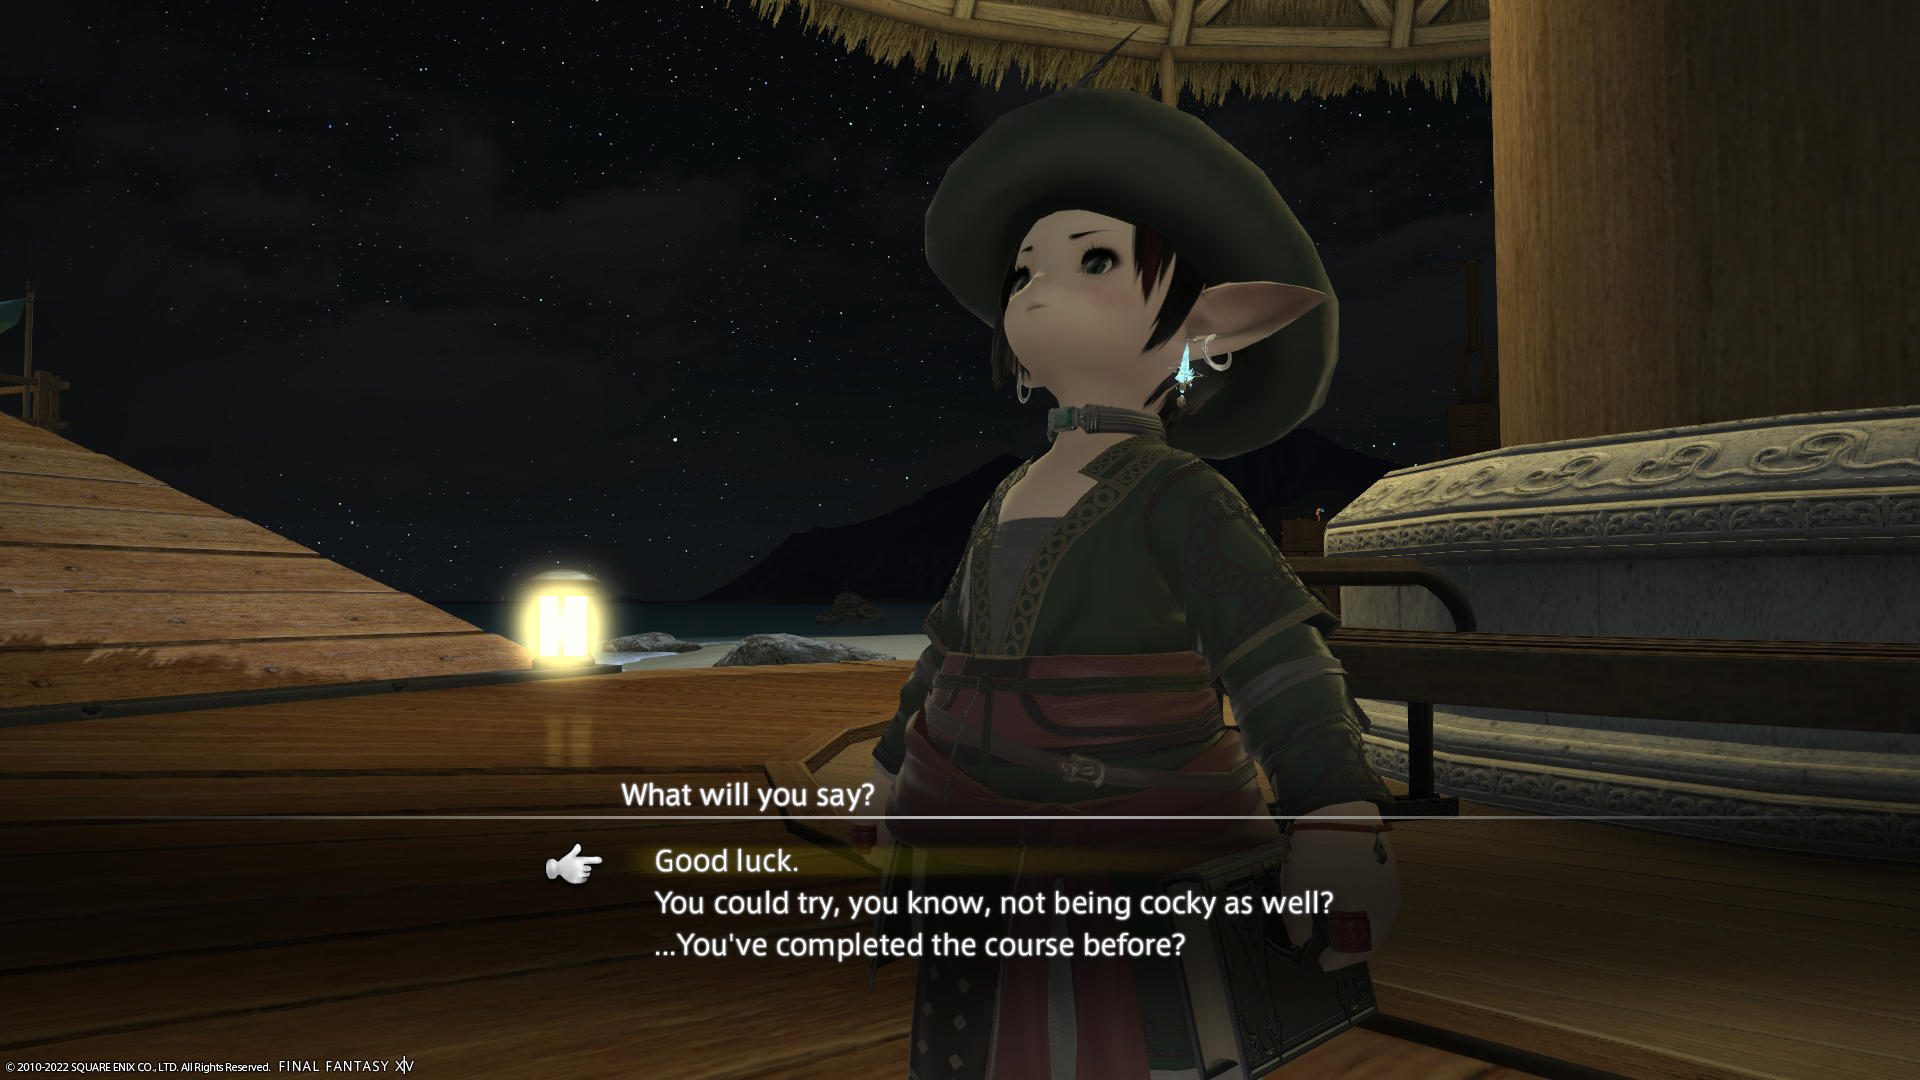 What will you say?
Good luck.
You could try, you know, not being cocky as well?
...You've completed the course before?
© 2010-2022 SQUARE ENIX CO., LTD. All Rights Reserved. FINAL FANTASY XIV